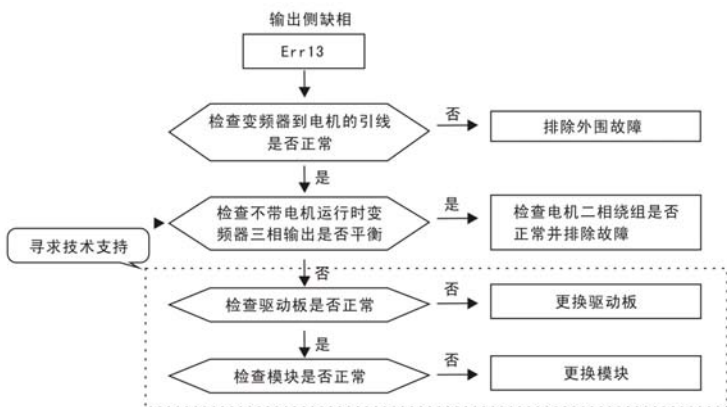 输出侧缺相
Err13
检查变频器到电机的引线
是否正常
否
排除外围故障
是
检查不带电机运行时变
频器三相输出是否平衡
是
检查电机二相绕组是否
正常并排除故障
寻求技术支持
否
检查驱动板是否正常
否
更换驱动板
是
检查模块是否正常
否
更换模块